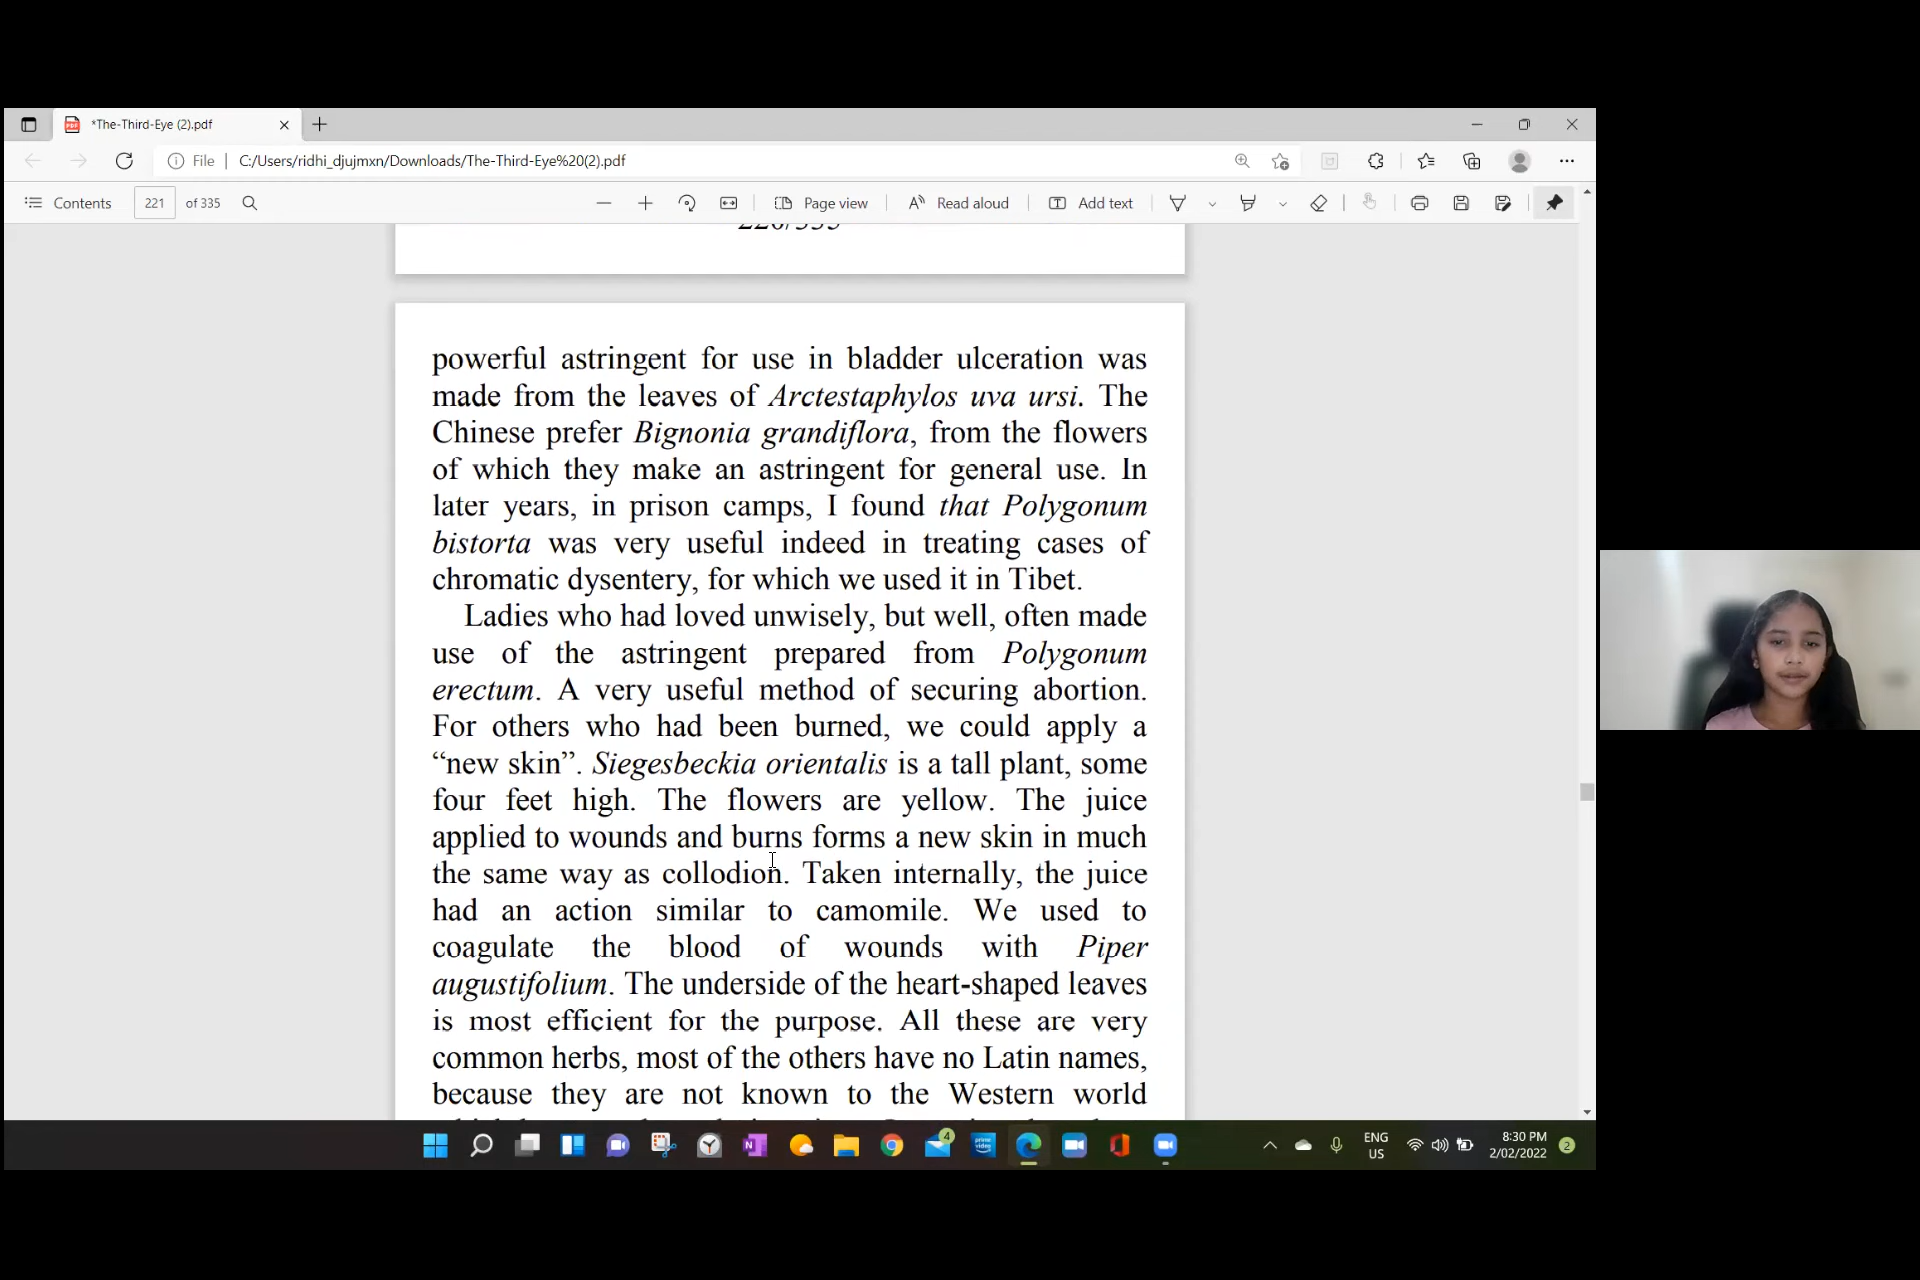 *The-Third-Eye (2).pdf
File
C:/Users/ridhi_djujmxn/Downloads/The-Third-Eye%20(2).pdf
Contents
221
of 335
Page view
Read aloud
Add text
226/335
powerful astringent for use in bladder ulceration was
made from the leaves of Arctestaphylos uva ursi. The
Chinese prefer Bignonia grandiflora, from the flowers
of which they make an astringent for general use. In
later years, in prison camps, I found that Polygonum
bistorta was very useful indeed in treating cases of
chromatic dysentery, for which we used it in Tibet.
Ladies who had loved unwisely, but well, often made
use of the astringent prepared from Polygonum
erectum. A very useful method of securing abortion.
For others who had been burned, we could apply a
“new skin”. Siegesbeckia orientalis is a tall plant, some
four feet high. The flowers are yellow. The juice
applied to wounds and burns forms a new skin in much
the same way as collodion. Taken internally, the juice
had an action similar to camomile. We used to
coagulate the blood of wounds with Piper
augustifolium. The underside of the heart-shaped leaves
is most efficient for the purpose. All these are very
common herbs, most of the others have no Latin names,
because they are not known to the Western world
4
prime video
ENG
US
8:30 PM
2/02/2022
2